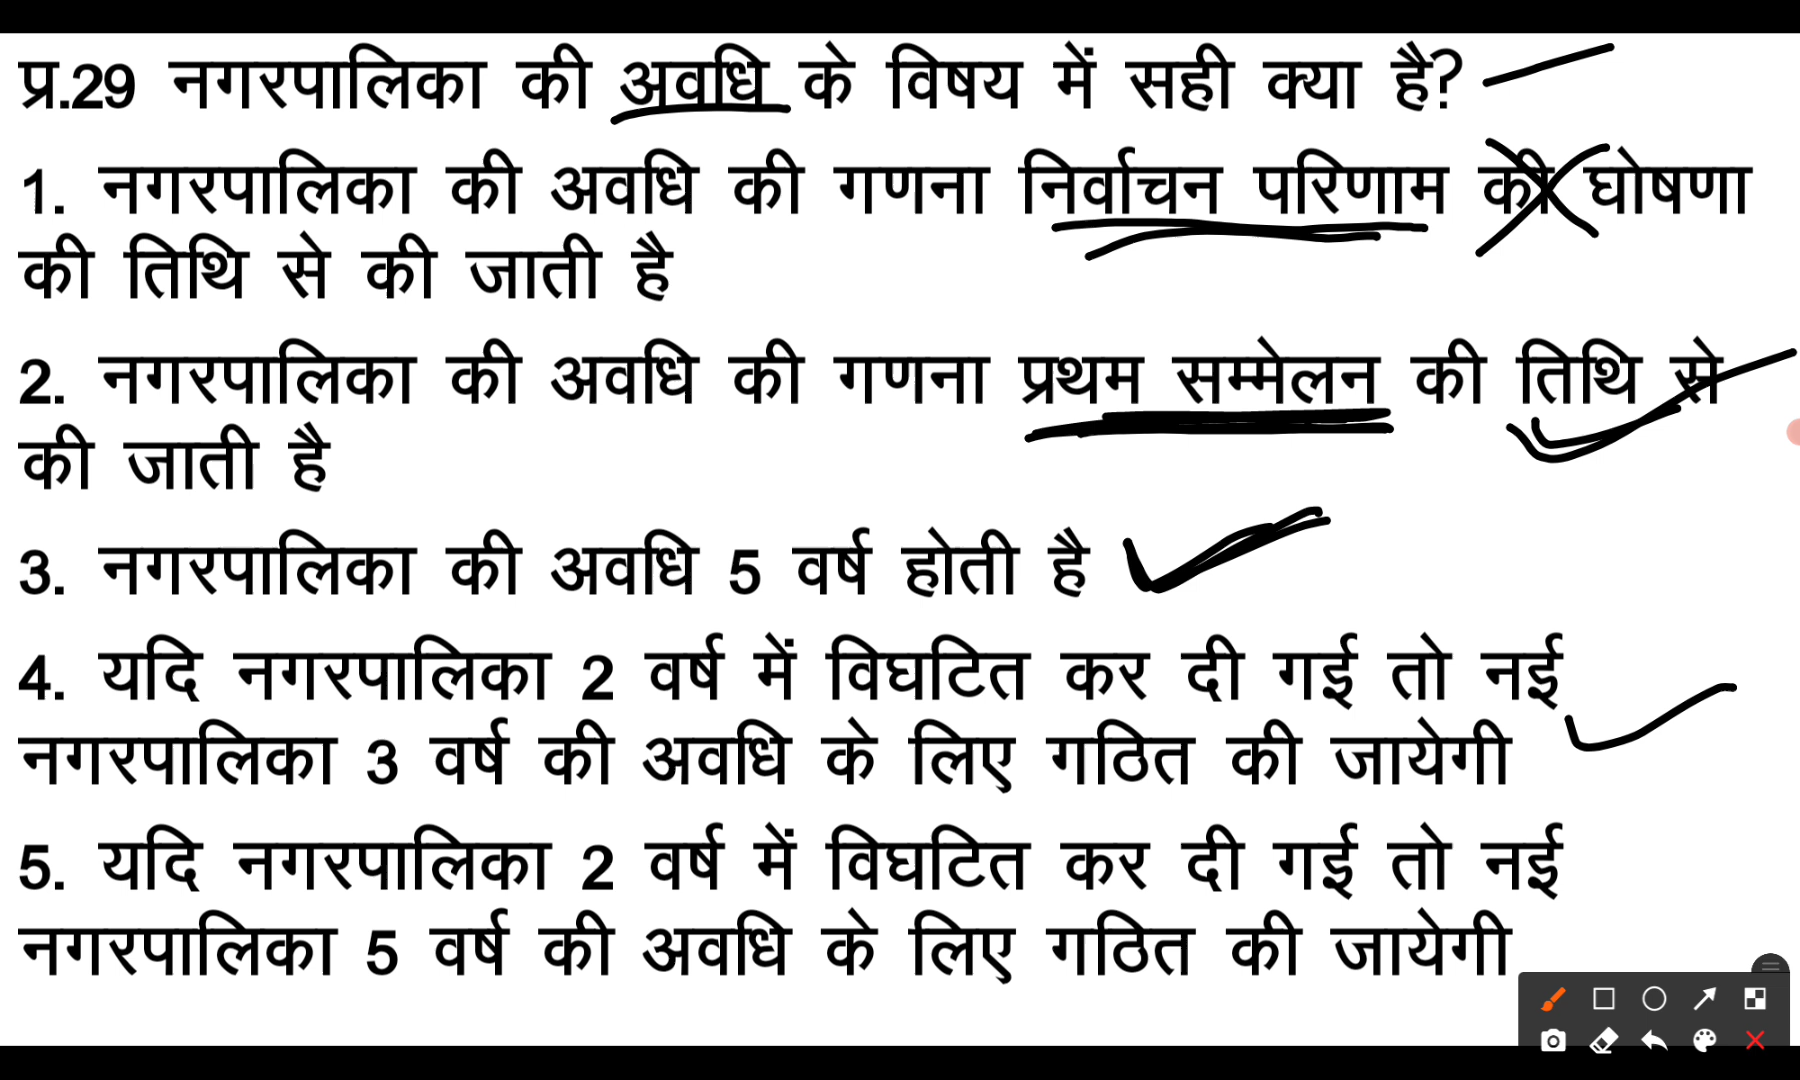 प्र.29 नगरपालिका की अवधि के विषय में सही क्या है?
1. नगरपालिका की अवधि की गणना निर्वाचन परिणाम की घोषणा
की तिथि से की जाती है
2. नगरपालिका की अवधि की गणना प्रथम सम्मेलन की तिथि से
की जाती है
3. नगरपालिका की अवधि 5 वर्ष होती है
4. यदि नगरपालिका 2 वर्ष में विघटित कर दी गई तो नई
नगरपालिका 3 वर्ष की अवधि के लिए गठित की जायेगी
5. यदि नगरपालिका 2 वर्ष में विघटित कर दी गई तो नई
नगरपालिका 5 वर्ष की अवधि के लिए गठित की जायेगी